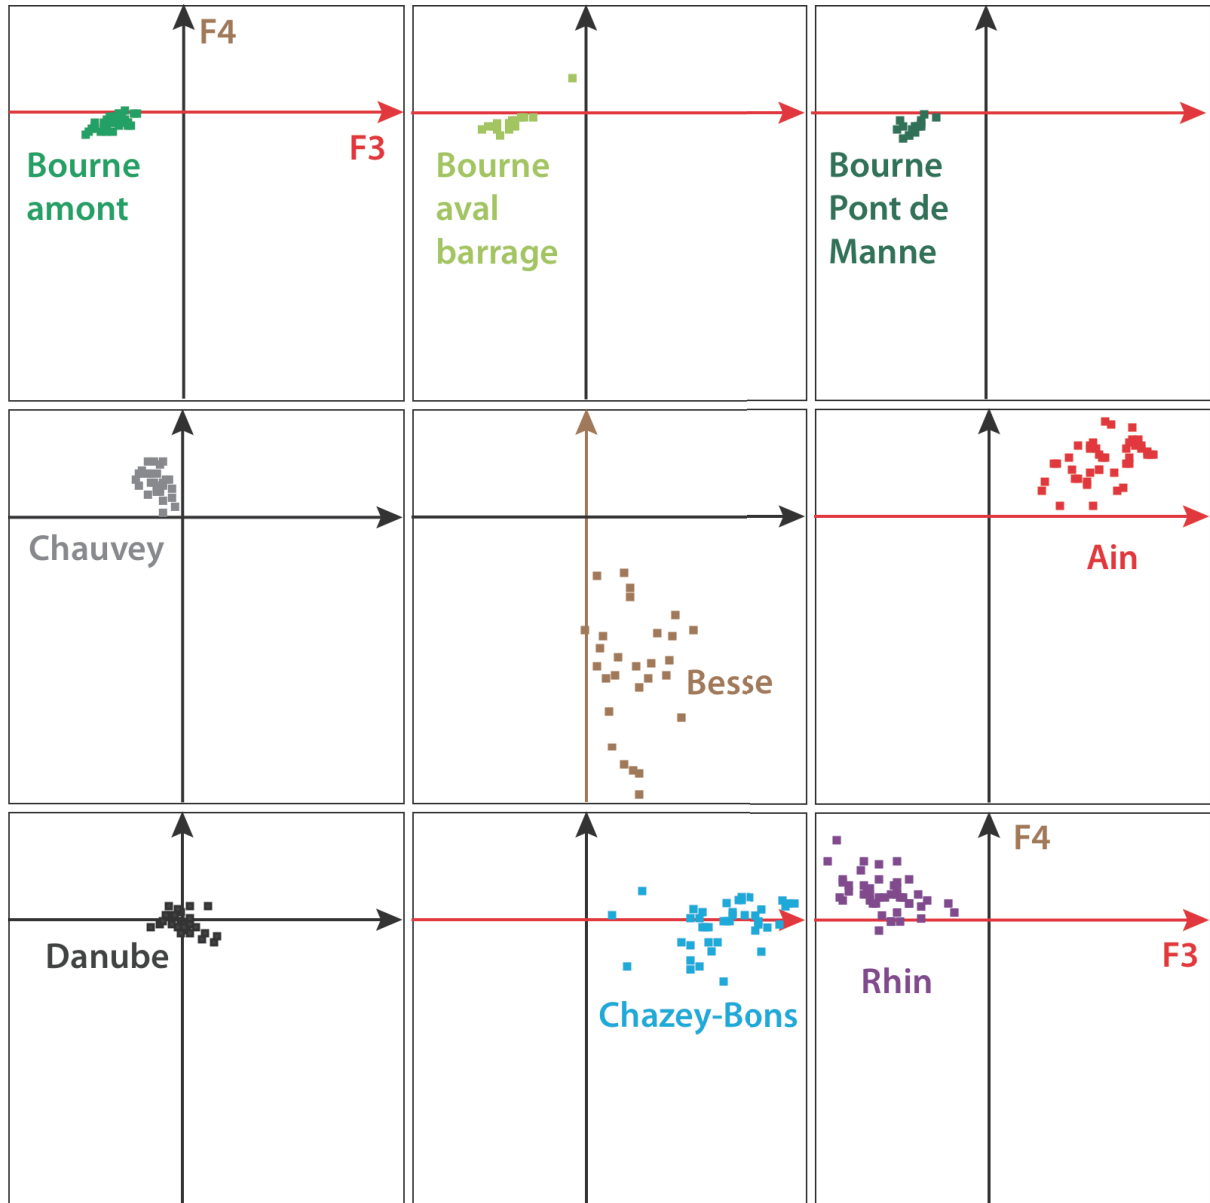 F4
F3
Bourne
amont
Bourne
aval
barrage
Bourne
Pont de
Manne
Chauvey
Besse
Ain
Danube
Chazey-Bons
F4
F3
Rhin